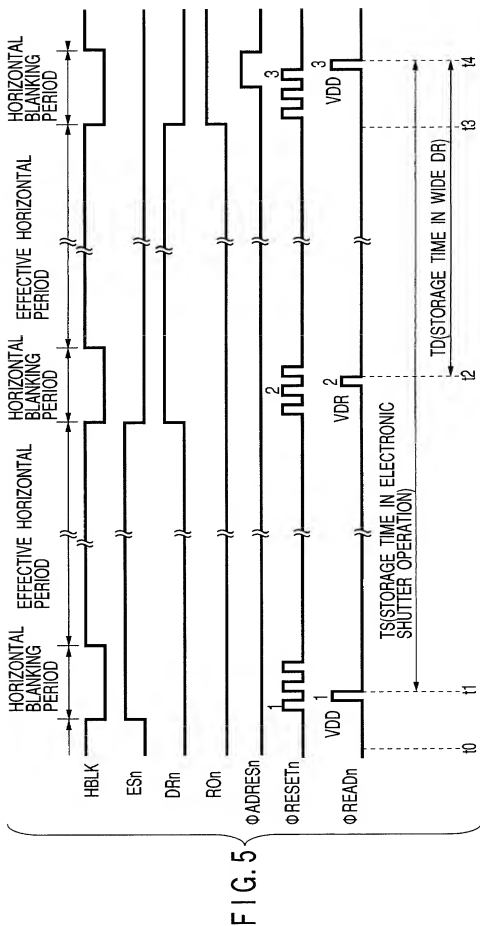 FIG. 5
HORIZONTAL
BLANKING
PERIOD
EFFECTIVE HORIZONTAL
PERIOD
HORIZONTAL
BLANKING
PERIOD
EFFECTIVE HORIZONTAL
PERIOD
HORIZONTAL
BLANKING
PERIOD
HBLK
ESn
DRn
ROn
ΦADRESn
ΦRESETn
1
2
3
ΦREADn
VDD
1
VDR
2
VDD
3
TS(STORAGE TIME IN ELECTRONIC
SHUTTER OPERATION)
TD(STORAGE TIME IN WIDE DR)
t0
t1
t2
t3
t4